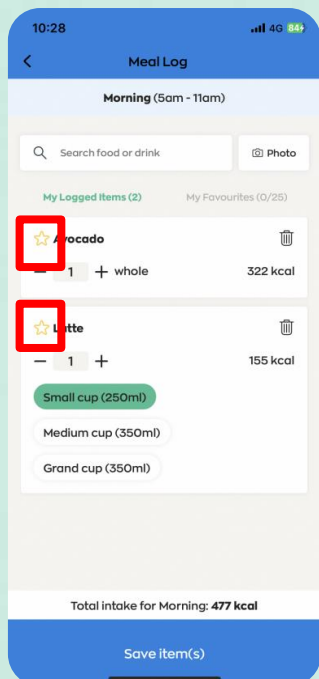 10:28
4G 84
Meal Log
Morning (5am - 11am)
Search food or drink
Photo
My Logged Items (2)
My Favourites (0/25)
Avocado
1 whole
322 kcal
Latte
1
155 kcal
Small cup (250ml)
Medium cup (350ml)
Grand cup (350ml)
Total intake for Morning: 477 kcal
Save item(s)